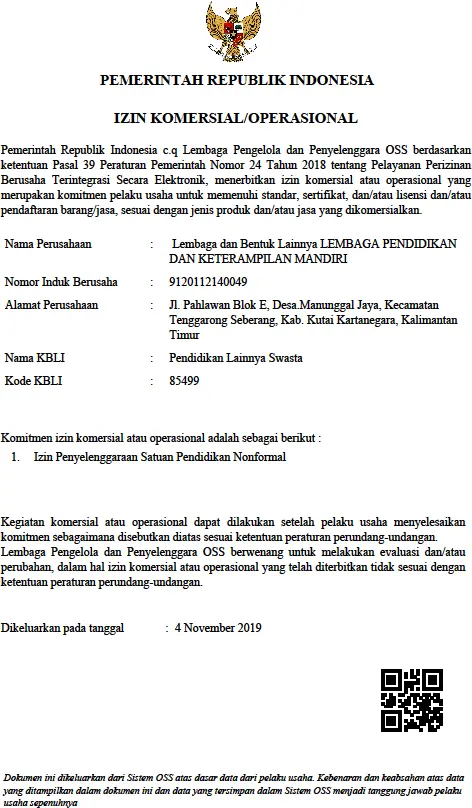 PEMERINTAH REPUBLIK INDONESIA
IZIN KOMERSIAL/OPERASIONAL
Pemerintah Republik Indonesia c.q Lembaga Pengelola dan Penyelenggara OSS berdasarkan
ketentuan Pasal 39 Peraturan Pemerintah Nomor 24 Tahun 2018 tentang Pelayanan Perizinan
Berusaha Terintegrasi Secara Elektronik, menerbitkan izin komersial atau operasional yang
merupakan komitmen pelaku usaha untuk memenuhi standar, sertifikat, dan/atau lisensi dan/atau
pendaftaran barang/jasa, sesuai dengan jenis produk dan/atau jasa yang dikomersialkan.
Nama Perusahaan : Lembaga dan Bentuk Lainnya LEMBAGA PENDIDIKAN
DAN KETERAMPILAN MANDIRI
Nomor Induk Berusaha : 9120112140049
Alamat Perusahaan : Jl. Pahlawan Blok E, Desa.Manunggal Jaya, Kecamatan
Tenggarong Seberang, Kab. Kutai Kartanegara, Kalimantan
Timur
Nama KBLI : Pendidikan Lainnya Swasta
Kode KBLI : 85499
Komitmen izin komersial atau operasional adalah sebagai berikut :
1. Izin Penyelenggaraan Satuan Pendidikan Nonformal
Kegiatan komersial atau operasional dapat dilakukan setelah pelaku usaha menyelesaikan
komitmen sebagaimana disebutkan diatas sesuai ketentuan peraturan perundang-undangan.
Lembaga Pengelola dan Penyelenggara OSS berwenang untuk melakukan evaluasi dan/atau
perubahan, dalam hal izin komersial atau operasional yang telah diterbitkan tidak sesuai dengan
ketentuan peraturan perundang-undangan.
Dikeluarkan pada tanggal : 4 November 2019
Dokumen ini dikeluarkan dari Sistem OSS atas dasar data dari pelaku usaha. Kebenaran dan keabsahan atas data
yang ditampilkan dalam dokumen ini dan data yang tersimpan dalam Sistem OSS menjadi tanggung jawab pelaku
usaha sepenuhnya